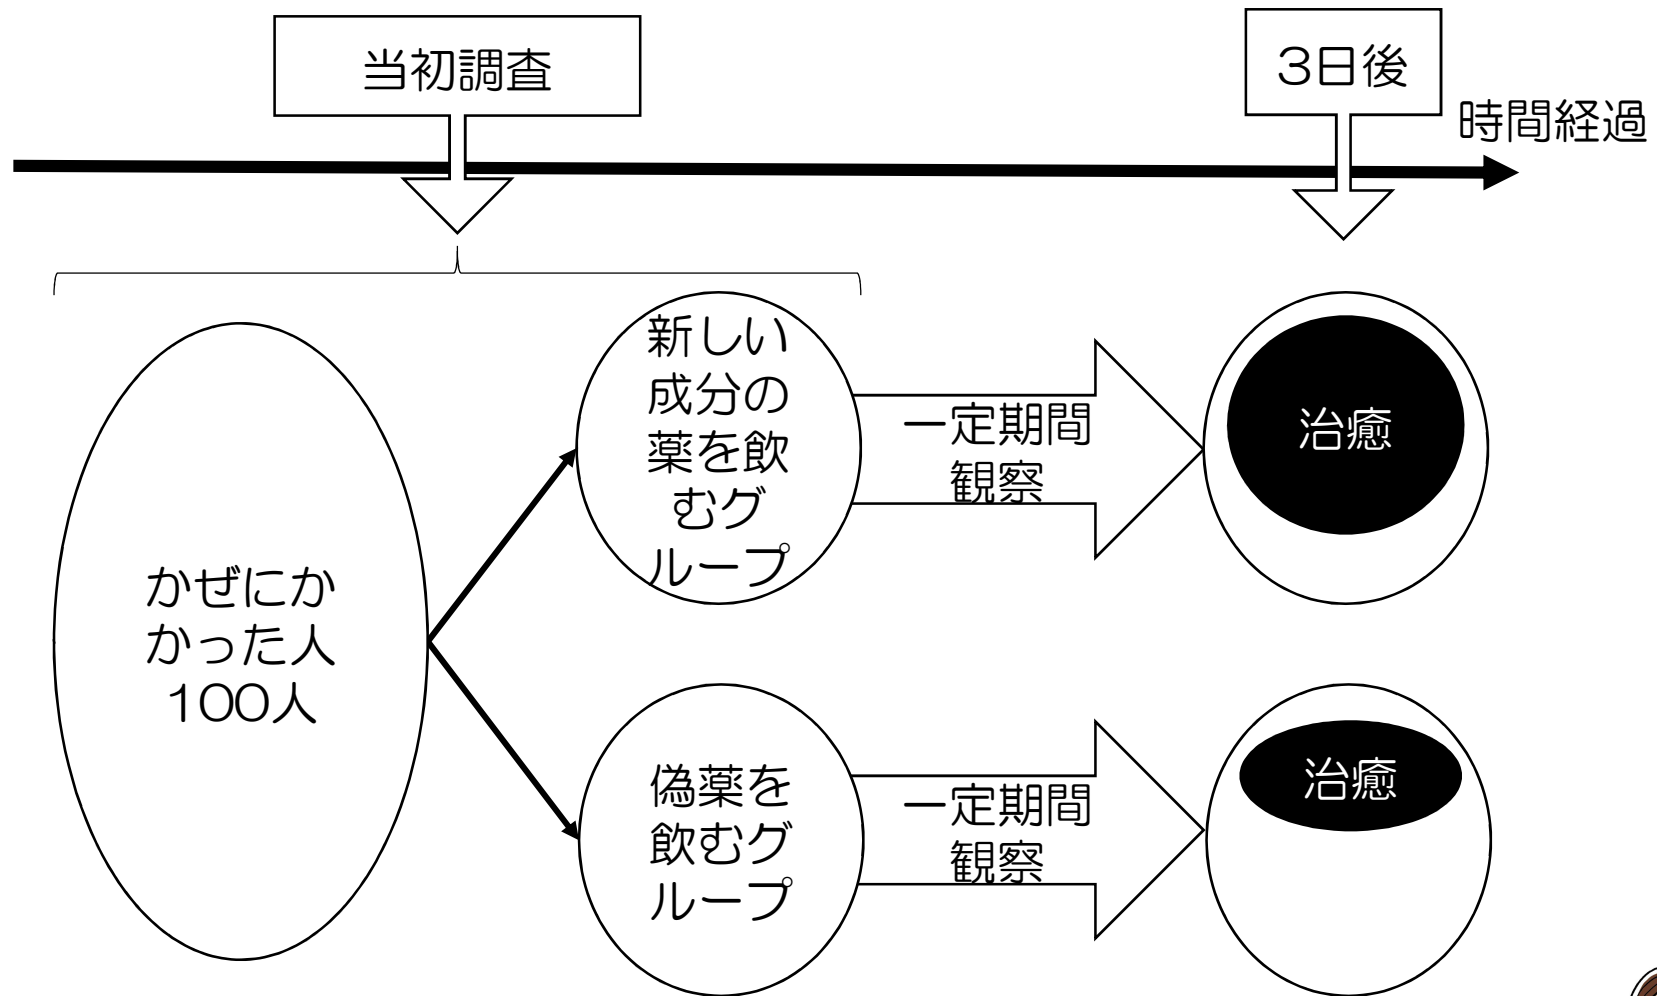 当初調査
3日後
時間経過
新しい
成分の
薬を飲
むグ
ループ
一定期間
観察
治癒
かぜにか
かった人
100人
偽薬を
飲むグ
ループ
一定期間
観察
治癒